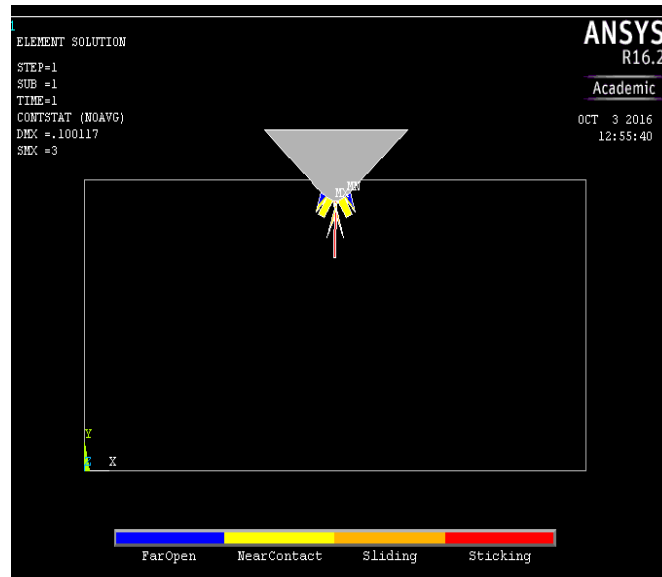 1
ELEMENT SOLUTION
STEP=1
SUB =1
TIME=1
CONTSTAT (NOAVG)
DMX =.100117
SMX =3
ANSYS
R16.2
Academic
OCT 3 2016
12:55:40
MX
MN
Y
X
FarOpen NearContact Sliding Sticking